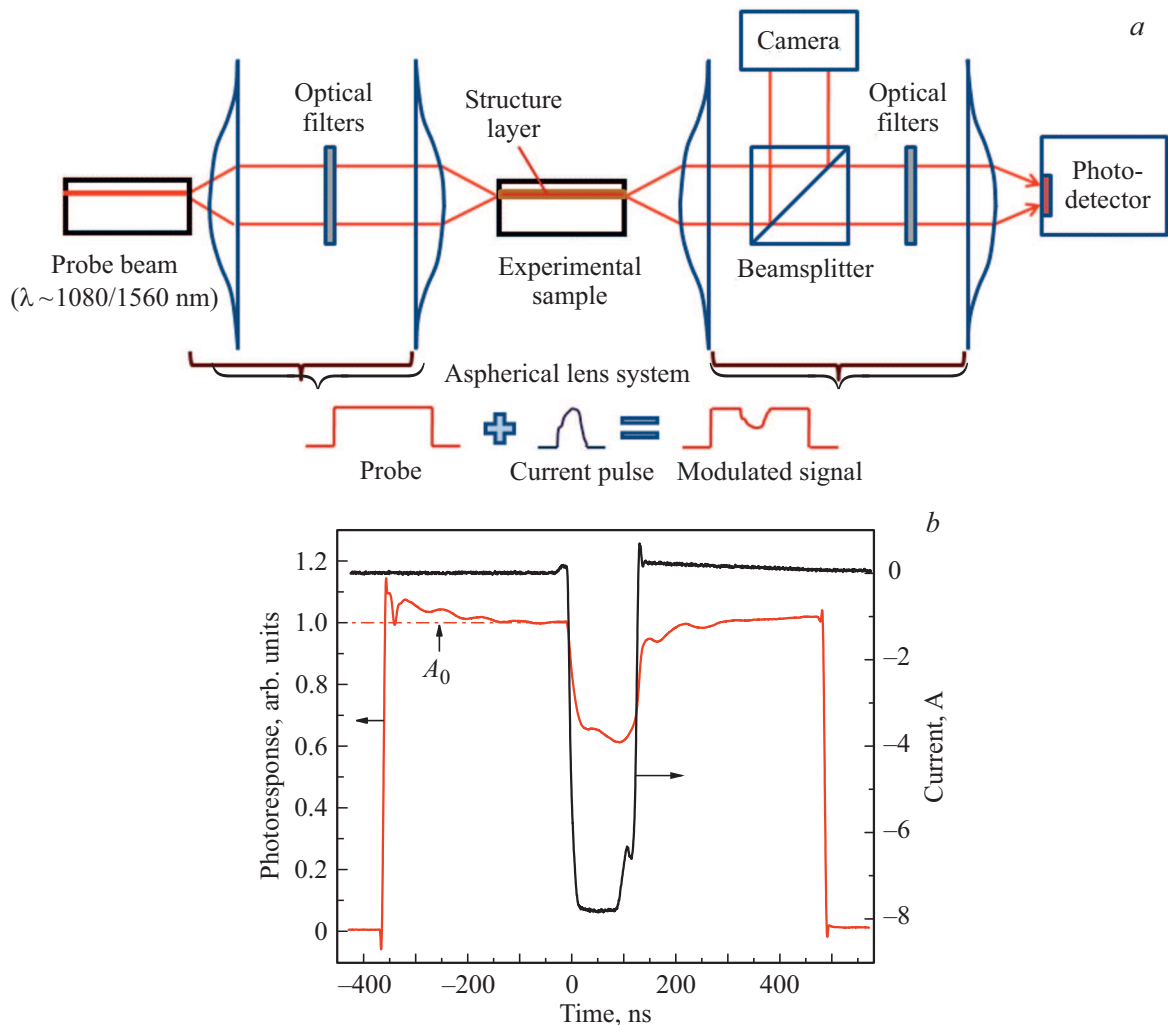 a
Camera
Optical
filters
Structure
layer
Optical
filters
Photo-
detector
Probe beam
(λ ~1080/1560 nm)
Experimental
sample
Beamsplitter
Aspherical lens system
Probe
Current pulse
Modulated signal
b
1.2
1.0
0.8
0.6
0.4
0.2
0
Photoresponse, arb. units
A0
0
–2
–4
–6
–8
Current, A
–400 –200 0 200 400
Time, ns